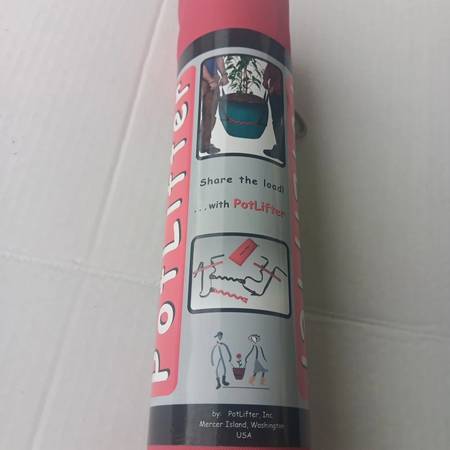 PotLifter
Share the load!
...with PotLifter
by: PotLifter, Inc.
Mercer Island, Washington
USA